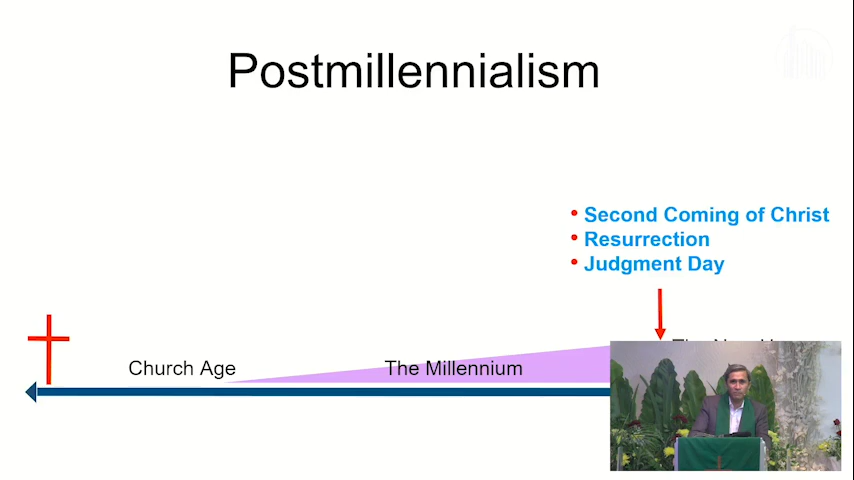 Postmillennialism
• Second Coming of Christ
• Resurrection
• Judgment Day
Church Age
The Millennium